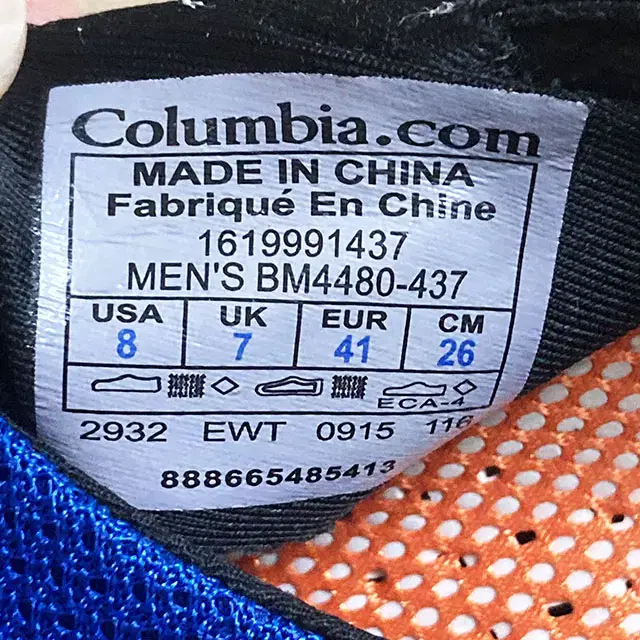 Columbia.com
MADE IN CHINA
Fabriqué En Chine
1619991437
MEN'S BM4480-437
USA UK EUR CM
8 7 41 26
ECA-4
2932 EWT 0915 116
888665485413